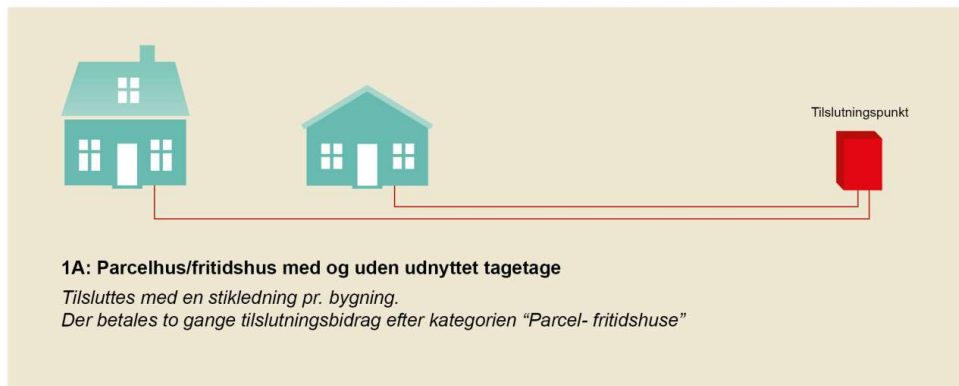 Tilslutningspunkt
1A: Parcelhus/fritidshus med og uden udnyttet tagetage
Tilsluttes med en stikledning pr. bygning.
Der betales to gange tilslutningsbidrag efter kategorien “Parcel- fritidshuse”